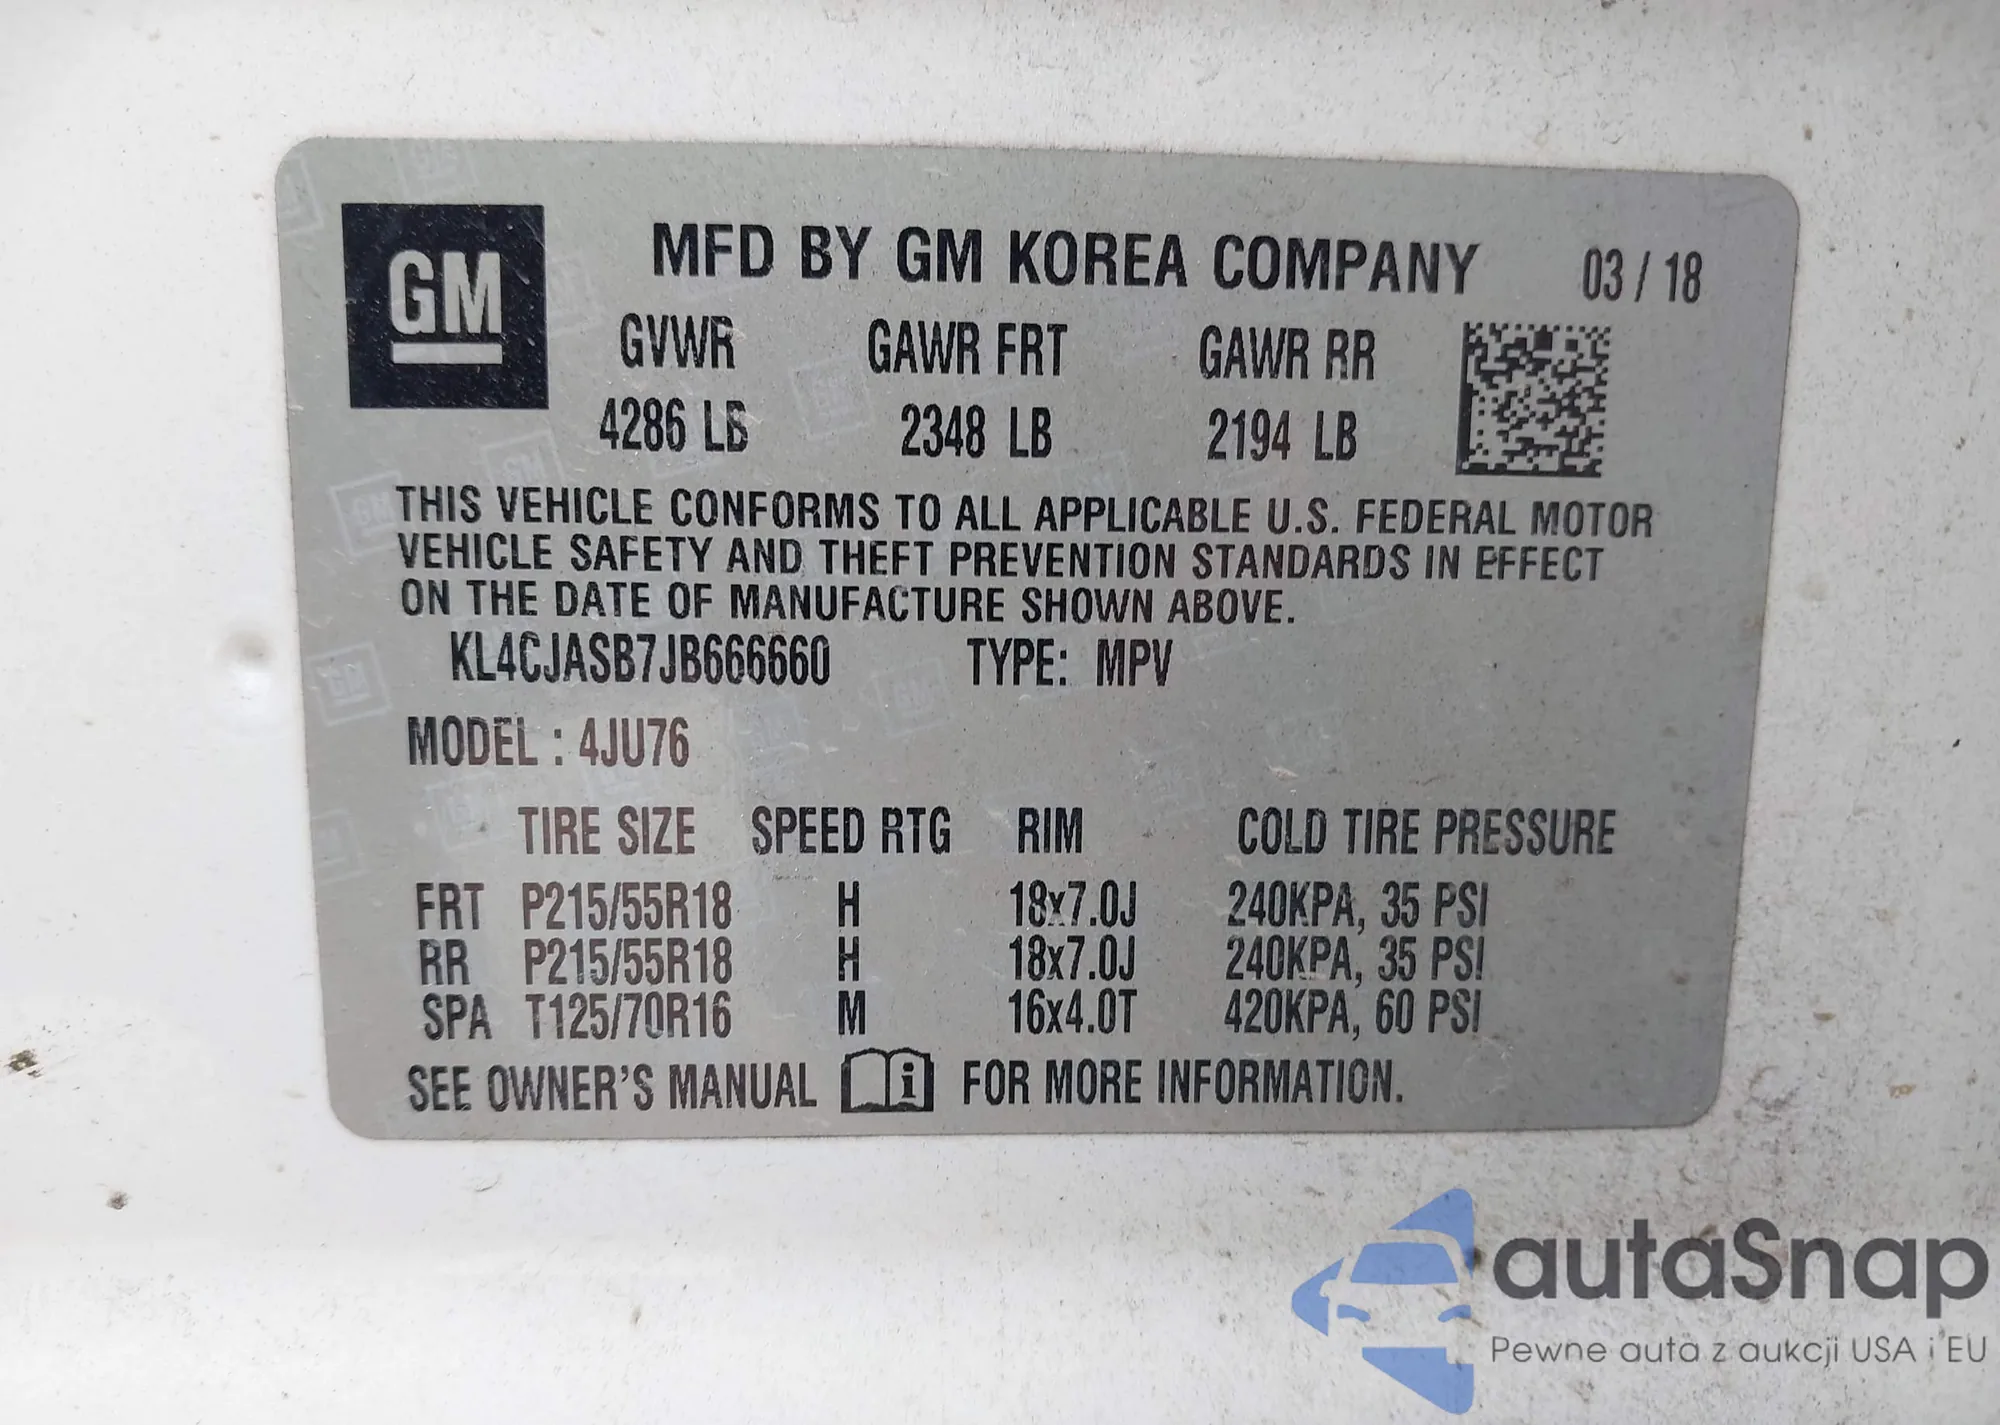 GM
MFD BY GM KOREA COMPANY 03 / 18
GVWR GAWR FRT GAWR RR
4286 LB 2348 LB 2194 LB
THIS VEHICLE CONFORMS TO ALL APPLICABLE U.S. FEDERAL MOTOR
VEHICLE SAFETY AND THEFT PREVENTION STANDARDS IN EFFECT
ON THE DATE OF MANUFACTURE SHOWN ABOVE.
KL4CJASB7JB666660 TYPE: MPV
MODEL : 4JU76
TIRE SIZE SPEED RTG RIM COLD TIRE PRESSURE
FRT P215/55R18 H 18x7.0J 240KPA, 35 PSI
RR P215/55R18 H 18x7.0J 240KPA, 35 PSI
SPA T125/70R16 M 16x4.0T 420KPA, 60 PSI
SEE OWNER'S MANUAL i FOR MORE INFORMATION.
autaSnap
Pewne auta z aukcji USA i EU